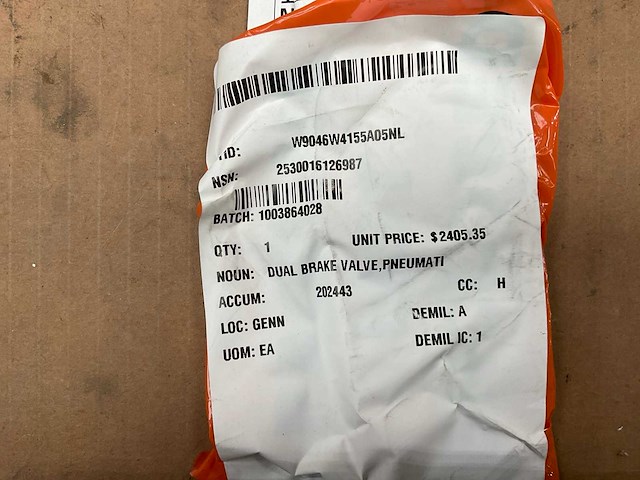 ID: W9046W4155A05NL
NSN: 2530016126987
BATCH: 1003864028
QTY: 1 UNIT PRICE: $2405.35
NOUN: DUAL BRAKE VALVE,PNEUMATI
ACCUM: 202443 CC: H
LOC: GENN DEMIL: A
UOM: EA DEMIL IC: 1